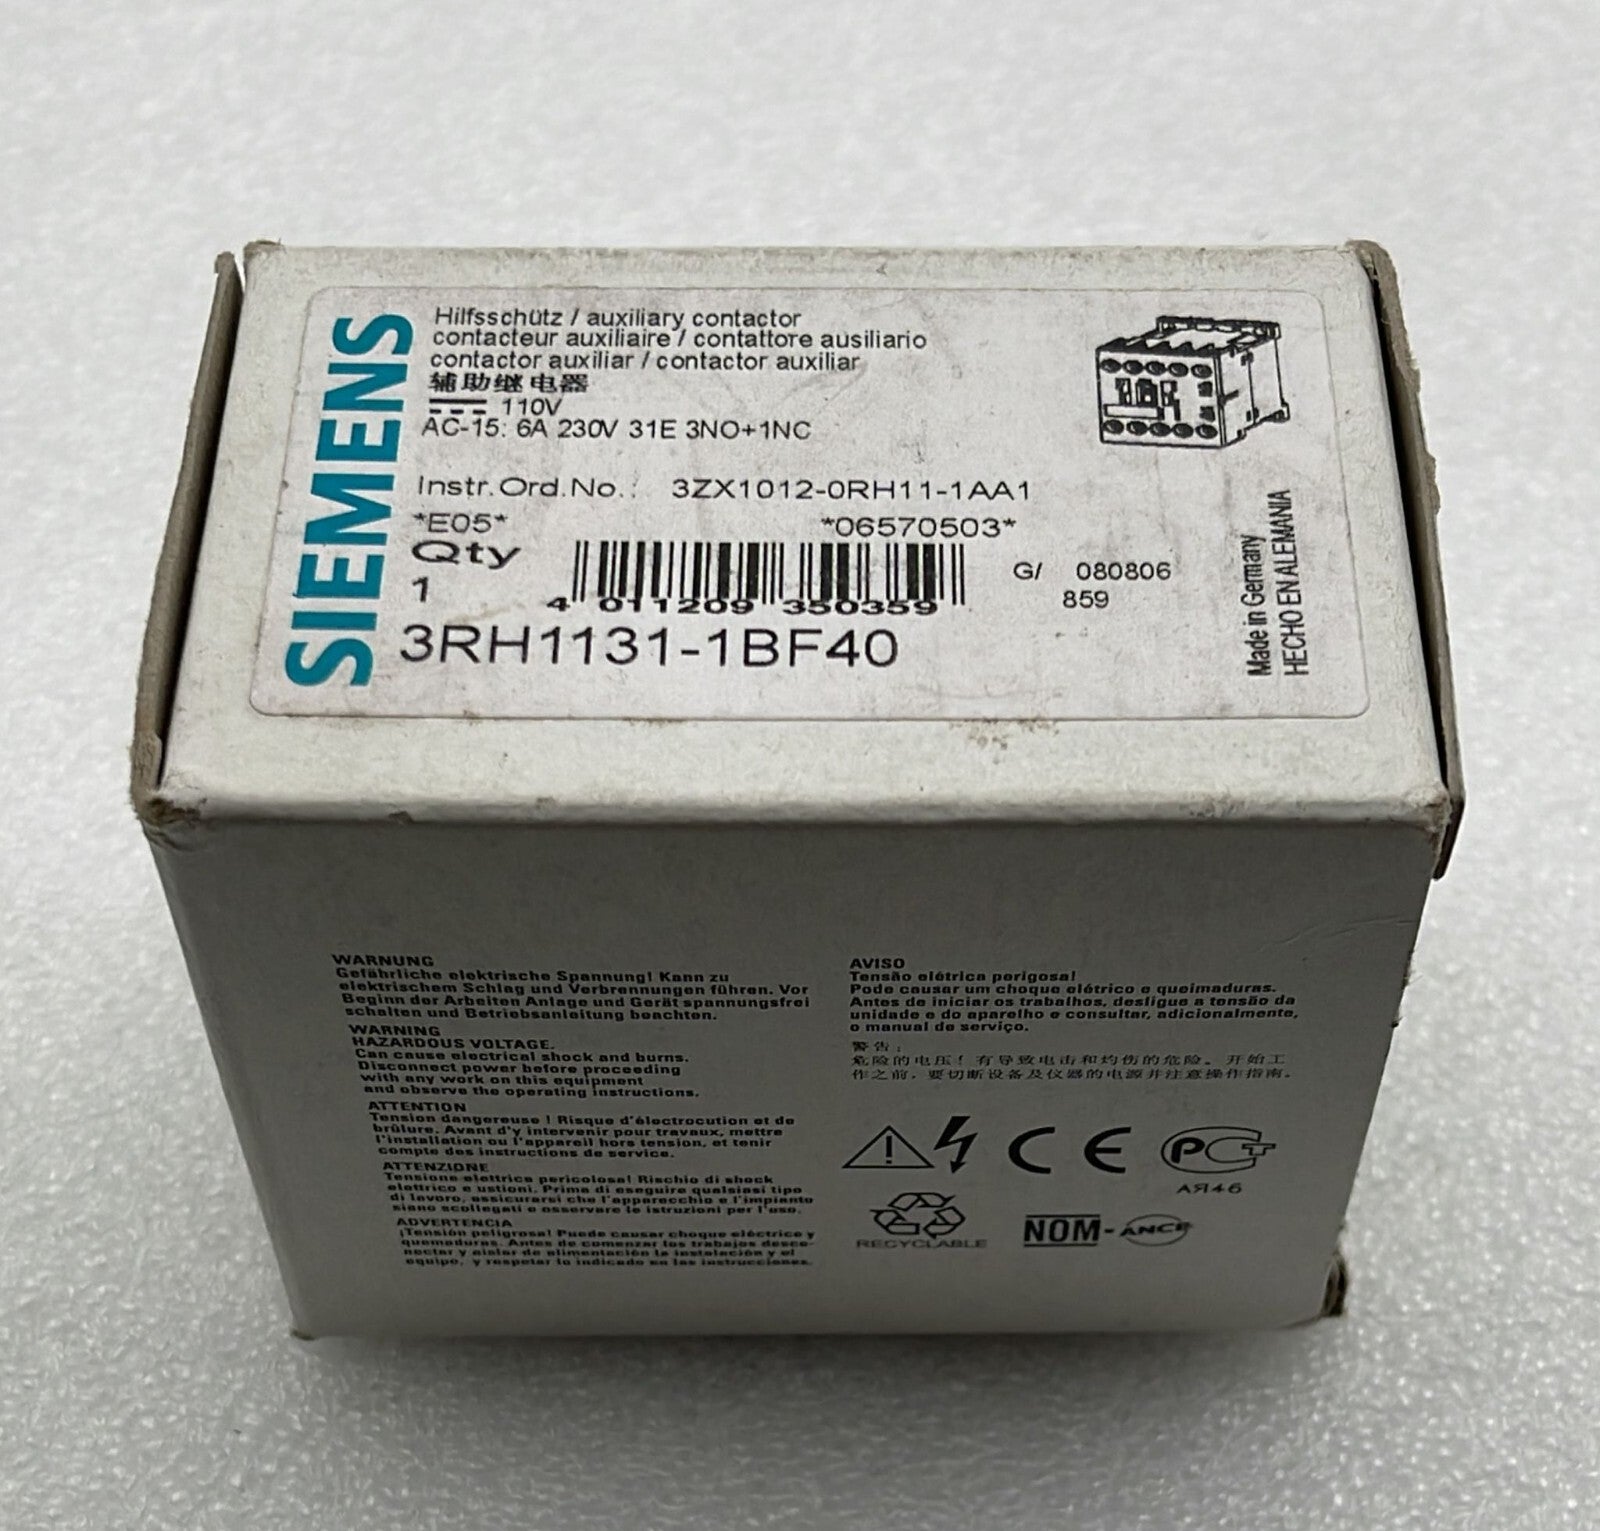 SIEMENS
Hilfsschütz / auxiliary contactor
contacteur auxiliaire / contattore ausiliario
contactor auxiliar / contactor auxiliar
辅助继电器
110V
AC-15: 6A 230V 31E 3NO+1NC
Instr.Ord.No.: 3ZX1012-0RH11-1AA1
*E05* *06570503*
Qty
1
4 011209 350359
G/ 080806
859
3RH1131-1BF40
Made in Germany
HECHO EN ALEMANIA
WARNUNG
Gefährliche elektrische Spannung! Kann zu
elektrischem Schlag und Verbrennungen führen. Vor
Beginn der Arbeiten Anlage und Gerät spannungsfrei
schalten und Betriebsanleitung beachten.
WARNING
HAZARDOUS VOLTAGE.
Can cause electrical shock and burns.
Disconnect power before proceeding
with any work on this equipment
and observe the operating instructions.
ATTENTION
Tension dangereuse ! Risque d'électrocution et de
brûlure. Avant d'y intervenir pour travaux, mettre
l'installation ou l'appareil hors tension, et tenir
compte des instructions de service.
ATTENZIONE
Tensione elettrica pericolosa! Rischio di shock
elettrico e ustioni. Prima di eseguire qualsiasi tipo
di lavoro, assicurarsi che l'apparecchio e l'impianto
siano scollegati e osservare le istruzioni per l'uso.
ADVERTENCIA
¡Tensión peligrosa! Puede causar choque eléctrico y
quemaduras. Antes de comenzar los trabajos desco-
nectar y aislar de alimentación la instalación y el
equipo, y respetar lo indicado en las instrucciones.
AVISO
Tensão elétrica perigosa!
Pode causar um choque elétrico e queimaduras.
Antes de iniciar os trabalhos, desligue a tensão da
unidade e do aparelho e consultar, adicionalmente,
o manual de serviço.
警告:
危险的电压! 有导致电击和灼伤的危险。开始工
作之前, 要切断设备及仪器的电源并注意操作指南。
CE
РСТ
АЯ46
RECYCLABLE
NOM-ANCE